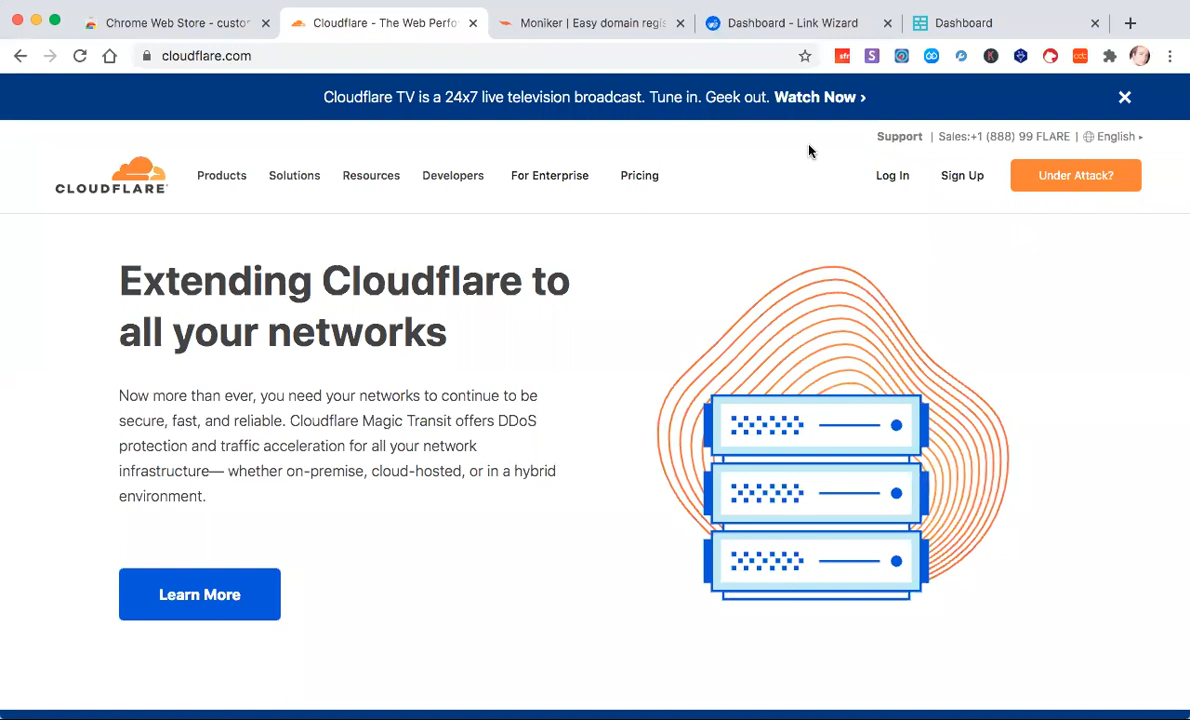 Chrome Web Store - custo
Cloudflare - The Web Perfo
Moniker | Easy domain regis
Dashboard - Link Wizard
Dashboard
cloudflare.com
Cloudflare TV is a 24x7 live television broadcast. Tune in. Geek out. Watch Now ›
Support | Sales:+1 (888) 99 FLARE | English
CLOUDFLARE
Products
Solutions
Resources
Developers
For Enterprise
Pricing
Log In
Sign Up
Under Attack?
Extending Cloudflare to
all your networks
Now more than ever, you need your networks to continue to be
secure, fast, and reliable. Cloudflare Magic Transit offers DDoS
protection and traffic acceleration for all your network
infrastructure— whether on-premise, cloud-hosted, or in a hybrid
environment.
Learn More